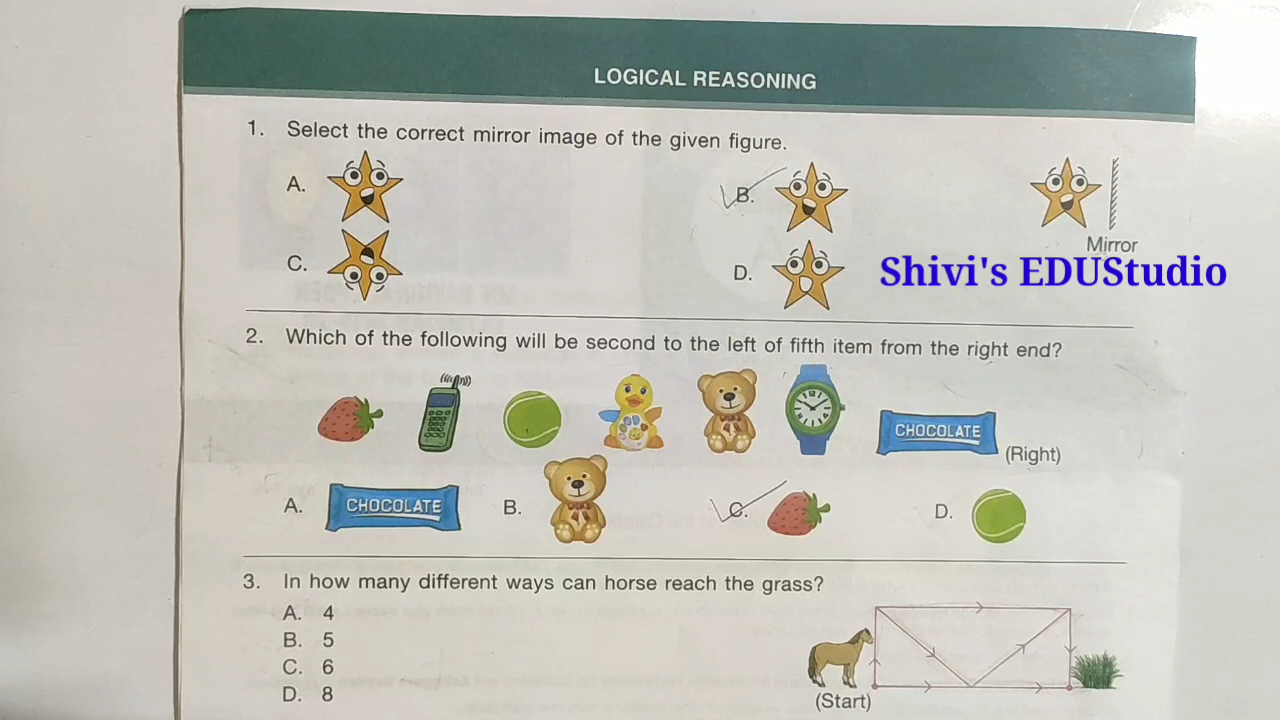 LOGICAL REASONING
1. Select the correct mirror image of the given figure.
A.
B.
Mirror
C.
D.
Shivi's EDUStudio
2. Which of the following will be second to the left of fifth item from the right end?
CHOCOLATE
(Right)
A. CHOCOLATE B. C. D.
3. In how many different ways can horse reach the grass?
A. 4
B. 5
C. 6
D. 8
(Start)